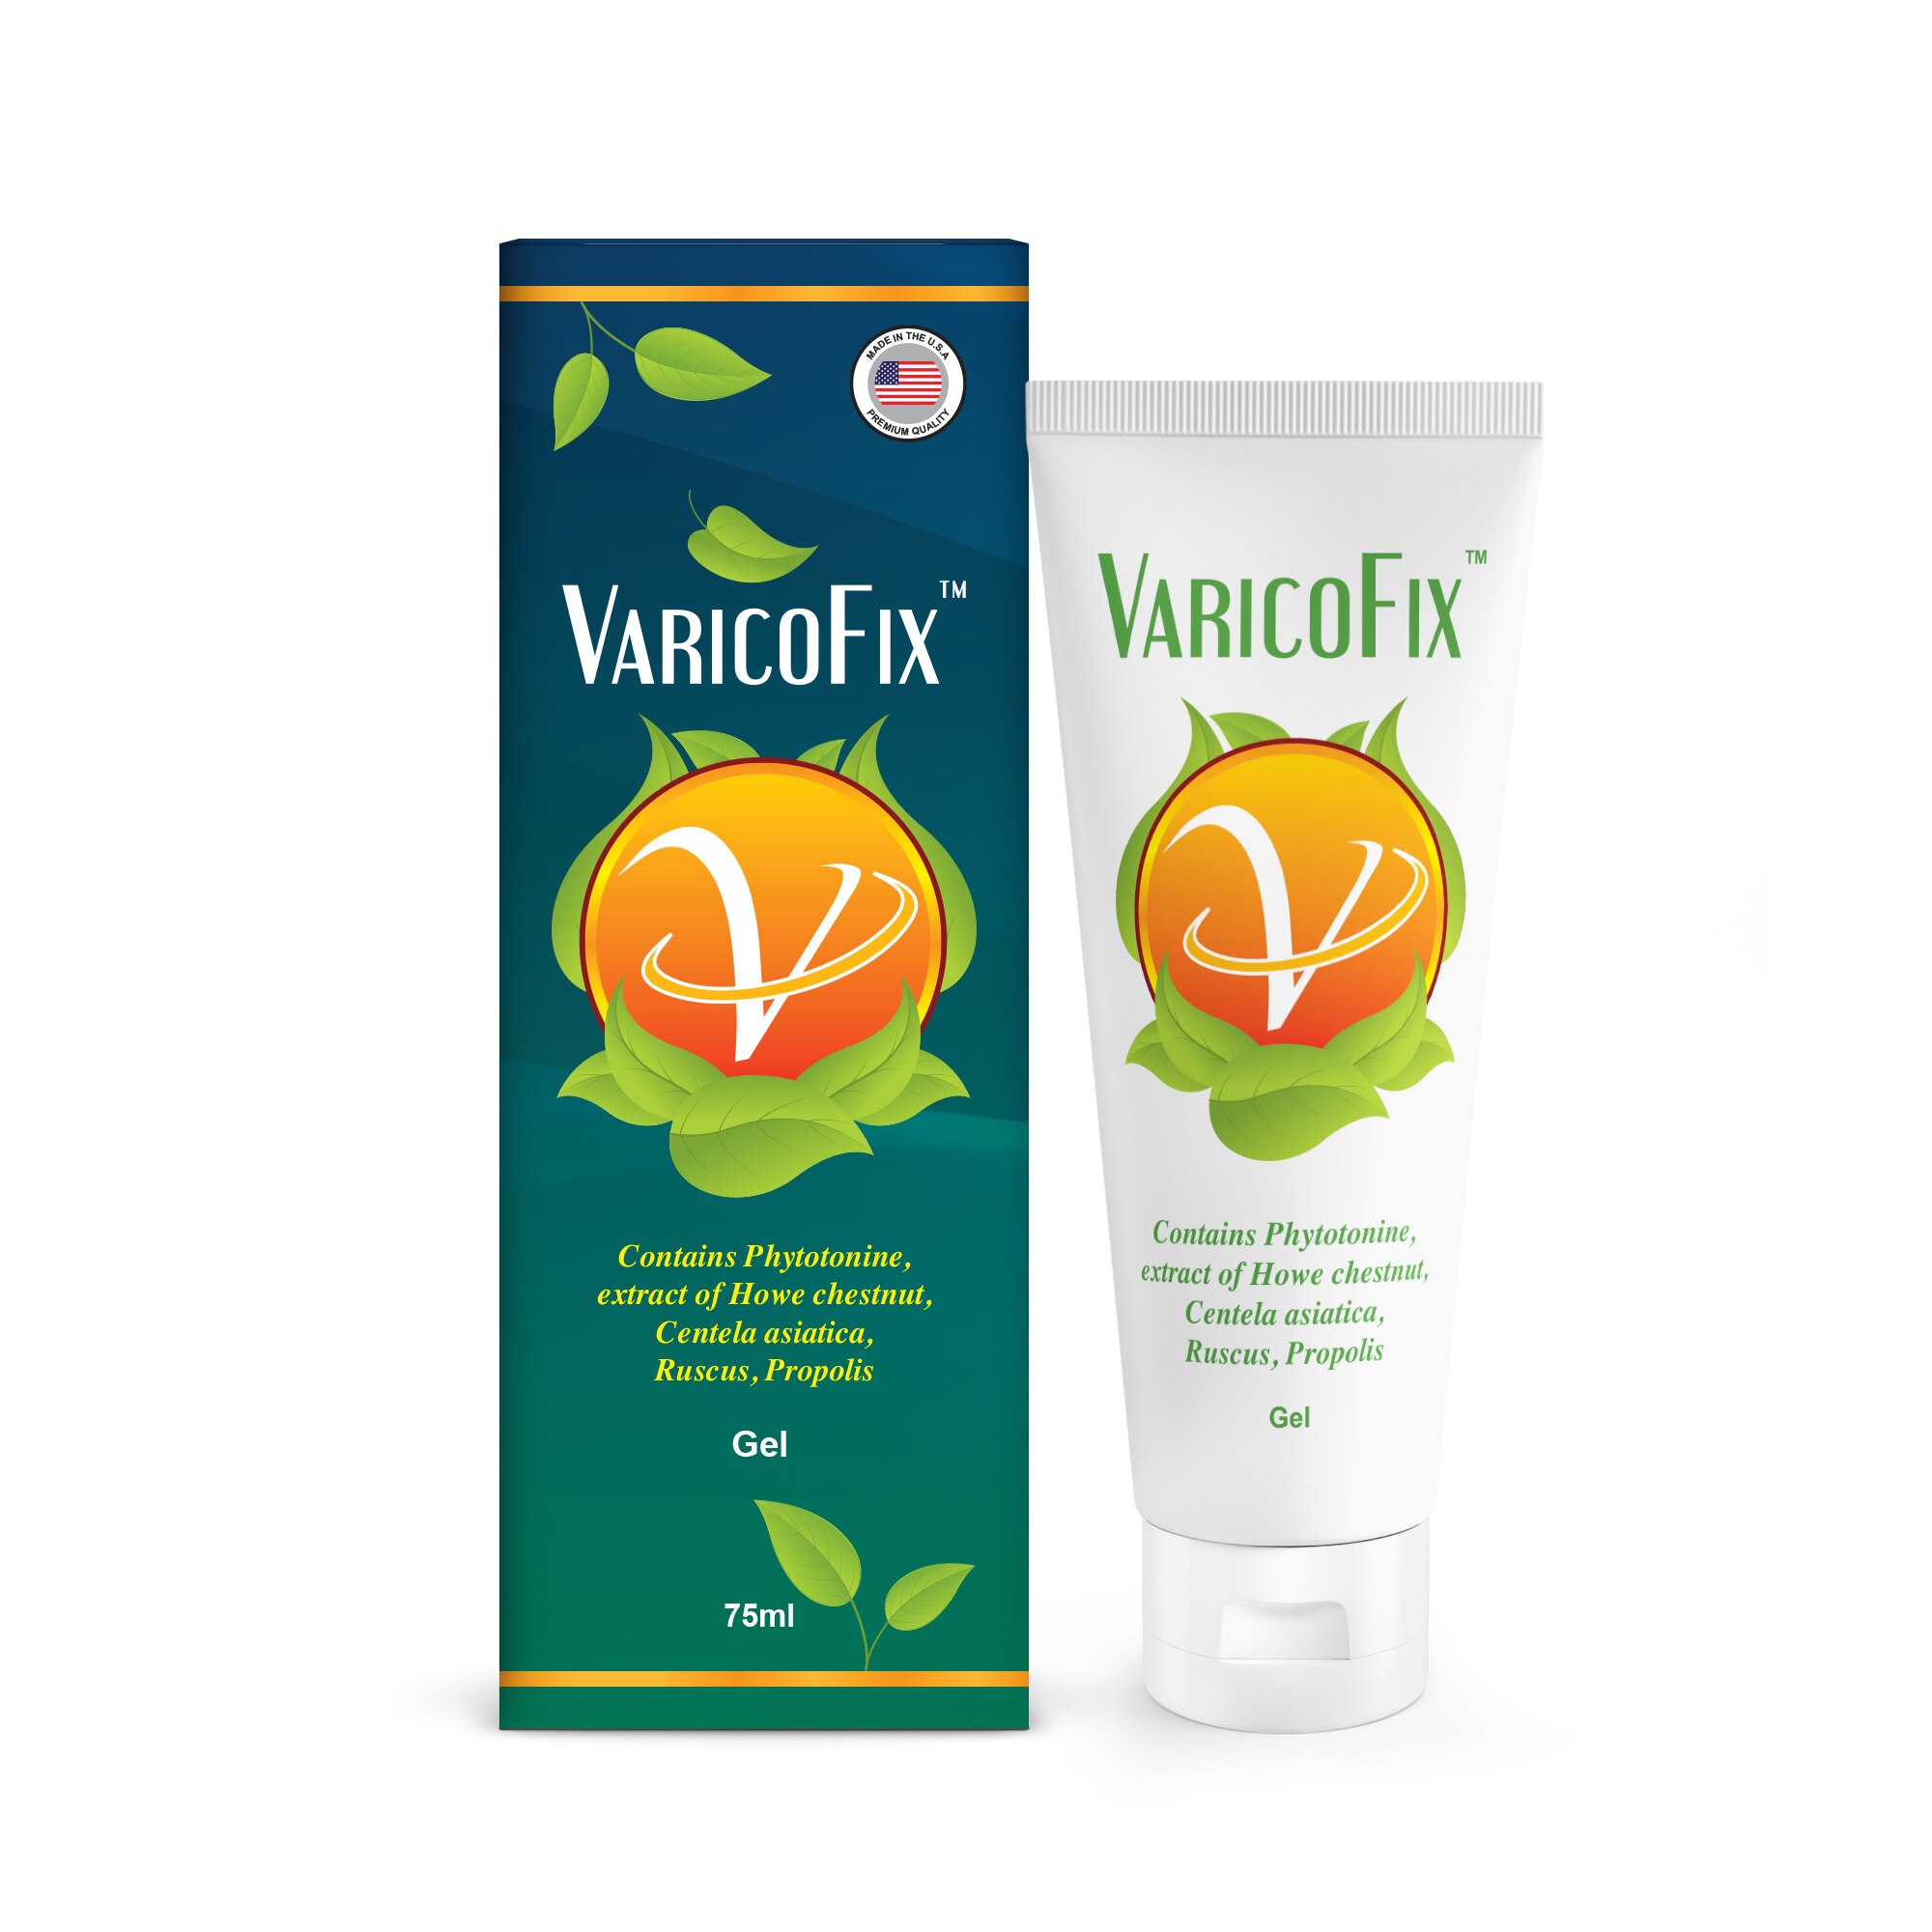 MADE IN THE U.S.A
PREMIUM QUALITY
VARICOFIX™
V
Contains Phytotonine,
extract of Howe chestnut,
Centela asiatica,
Ruscus, Propolis
Gel
75ml
VARICOFIX™
V
Contains Phytotonine,
extract of Howe chestnut,
Centela asiatica,
Ruscus, Propolis
Gel